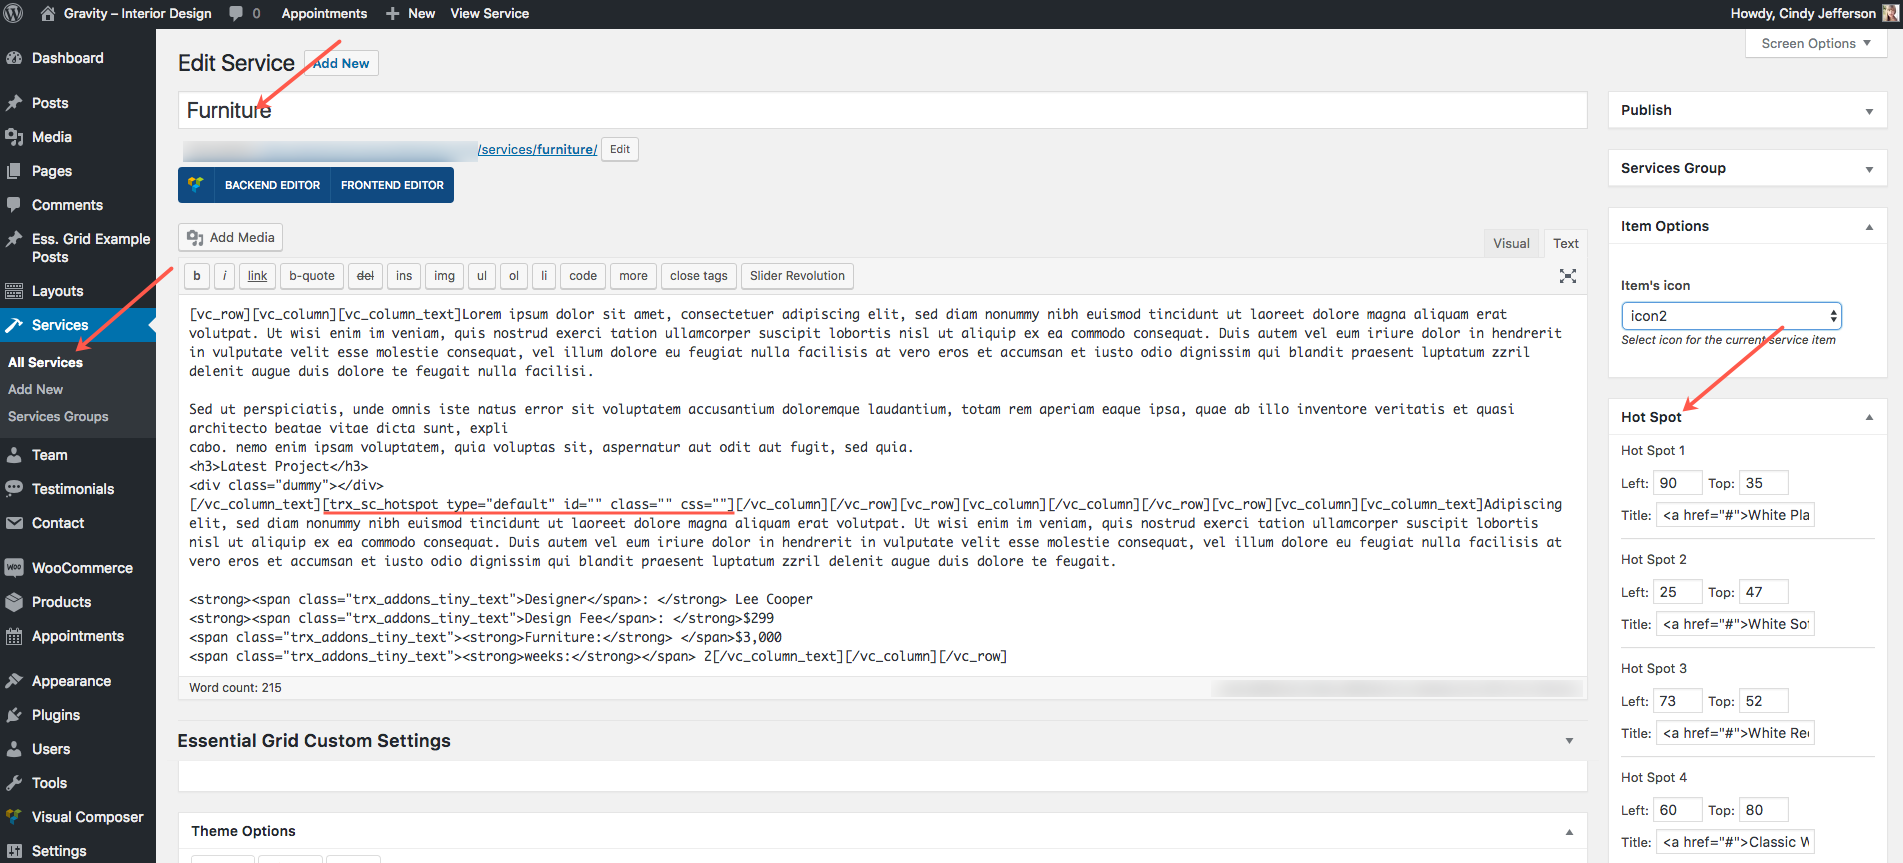 Gravity – Interior Design 0 Appointments New View Service Howdy, Cindy Jefferson
Screen Options
Dashboard
Posts
Media
Pages
Comments
Ess. Grid Example
Posts
Layouts
Services
All Services
Add New
Services Groups
Team
Testimonials
Contact
WooCommerce
Products
Appointments
Appearance
Plugins
Users
Tools
Visual Composer
Settings
Edit Service Add New
Furniture
/services/furniture/ Edit
BACKEND EDITOR FRONTEND EDITOR
Add Media
Visual Text
b i link b-quote del ins img ul ol li code more close tags Slider Revolution
[vc_row][vc_column][vc_column_text]Lorem ipsum dolor sit amet, consectetuer adipiscing elit, sed diam nonummy nibh euismod tincidunt ut laoreet dolore magna aliquam erat
volutpat. Ut wisi enim im veniam, quis nostrud exerci tation ullamcorper suscipit lobortis nisl ut aliquip ex ea commodo consequat. Duis autem vel eum iriure dolor in hendrerit
in vulputate velit esse molestie consequat, vel illum dolore eu feugiat nulla facilisis at vero eros et accumsan et iusto odio dignissim qui blandit praesent luptatum zzril
delenit augue duis dolore te feugait nulla facilisi.
Sed ut perspiciatis, unde omnis iste natus error sit voluptatem accusantium doloremque laudantium, totam rem aperiam eaque ipsa, quae ab illo inventore veritatis et quasi
architecto beatae vitae dicta sunt, expli
cabo. nemo enim ipsam voluptatem, quia voluptas sit, aspernatur aut odit aut fugit, sed quia.
<h3>Latest Project</h3>
<div class="dummy"></div>
[/vc_column_text][trx_sc_hotspot type="default" id="" class="" css=""][/vc_column][/vc_row][vc_row][vc_column][/vc_column][/vc_row][vc_row][vc_column][vc_column_text]Adipiscing
elit, sed diam nonummy nibh euismod tincidunt ut laoreet dolore magna aliquam erat volutpat. Ut wisi enim im veniam, quis nostrud exerci tation ullamcorper suscipit lobortis
nisl ut aliquip ex ea commodo consequat. Duis autem vel eum iriure dolor in hendrerit in vulputate velit esse molestie consequat, vel illum dolore eu feugiat nulla facilisis at
vero eros et accumsan et iusto odio dignissim qui blandit praesent luptatum zzril delenit augue duis dolore te feugait.
<strong><span class="trx_addons_tiny_text">Designer</span>: </strong> Lee Cooper
<strong><span class="trx_addons_tiny_text">Design Fee</span>: </strong>$299
<span class="trx_addons_tiny_text"><strong>Furniture:</strong> </span>$3,000
<span class="trx_addons_tiny_text"><strong>weeks:</strong></span> 2[/vc_column_text][/vc_column][/vc_row]
Word count: 215
Essential Grid Custom Settings
Theme Options
Publish
Services Group
Item Options
Item's icon
icon2
Select icon for the current service item
Hot Spot
Hot Spot 1
Left: 90 Top: 35
Title: <a href="#">White Pla
Hot Spot 2
Left: 25 Top: 47
Title: <a href="#">White Sof
Hot Spot 3
Left: 73 Top: 52
Title: <a href="#">White Re
Hot Spot 4
Left: 60 Top: 80
Title: <a href="#">Classic W